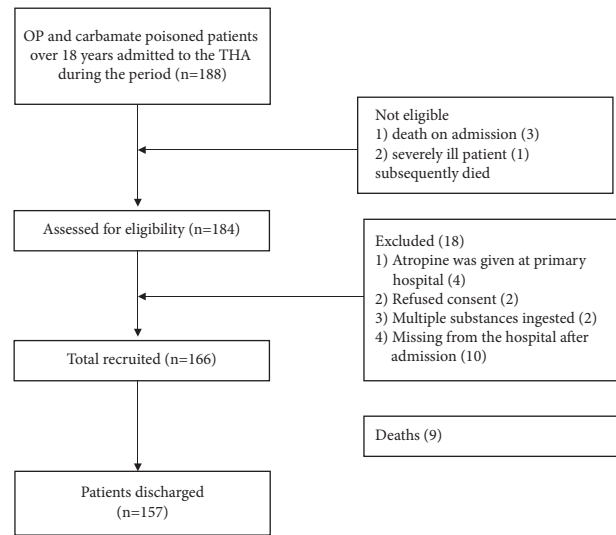 OP and carbamate poisoned patients
over 18 years admitted to the THA
during the period (n=188)
Not eligible
1) death on admission (3)
2) severely ill patient (1)
subsequently died
Assessed for eligibility (n=184)
Excluded (18)
1) Atropine was given at primary
hospital (4)
2) Refused consent (2)
3) Multiple substances ingested (2)
4) Missing from the hospital after
admission (10)
Total recruited (n=166)
Deaths (9)
Patients discharged
(n=157)